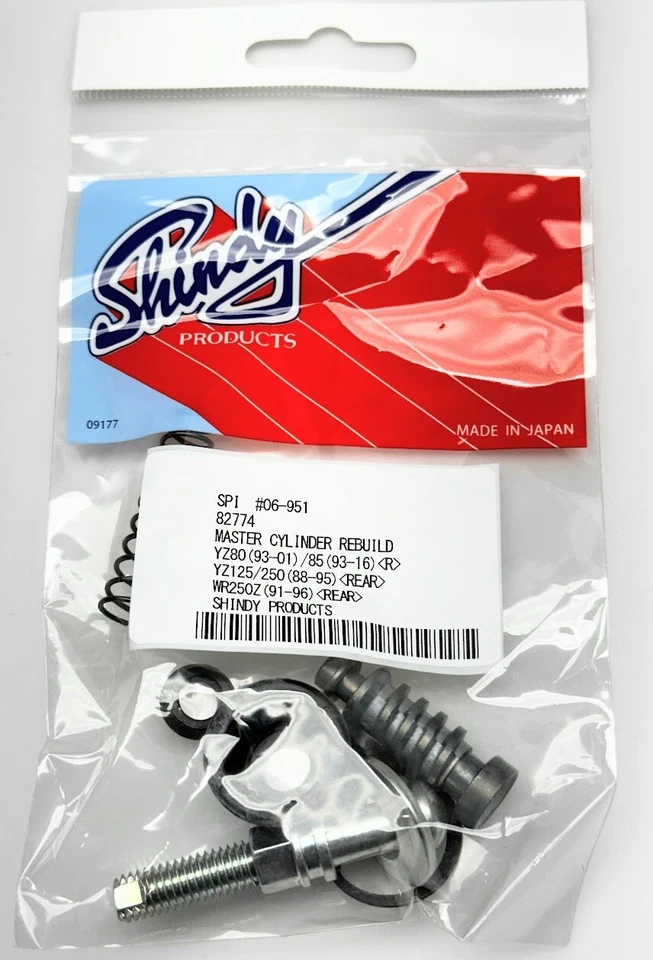 Shindy
PRODUCTS
09177
MADE IN JAPAN
SPI #06-951
82774
MASTER CYLINDER REBUILD
YZ80(93-01)/85(93-16)<R>
YZ125/250(88-95)<REAR>
WR250Z(91-96)<REAR>
SHINDY PRODUCTS